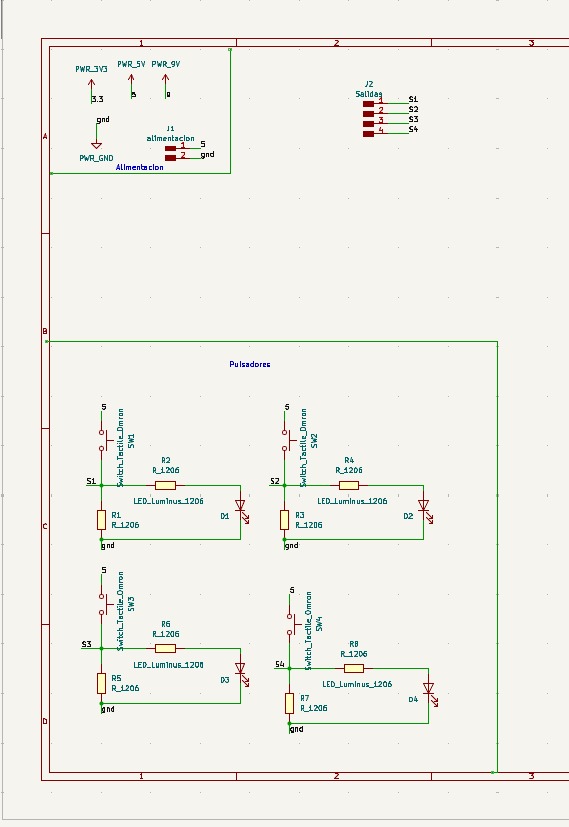 1 2 3
PWR_3V3 PWR_5V PWR_9V
3.3 5 9
gnd
PWR_GND
J1
alimentacion
1 5
2 gnd
Alimentacion
J2
Salidas
1 S1
2 S2
3 S3
4 S4
A
B
C
D
Pulsadores
5
Switch_Tactile_Omron
SW1
S1
R2
R_1206
LED_Luminus_1206
R1
R_1206
D1
gnd
5
Switch_Tactile_Omron
SW2
S2
R4
R_1206
LED_Luminus_1206
R3
R_1206
D2
gnd
5
Switch_Tactile_Omron
SW3
S3
R6
R_1206
LED_Luminus_1206
R5
R_1206
D3
gnd
5
Switch_Tactile_Omron
SW4
S4
R8
R_1206
LED_Luminus_1206
R7
R_1206
D4
gnd
1 2 3